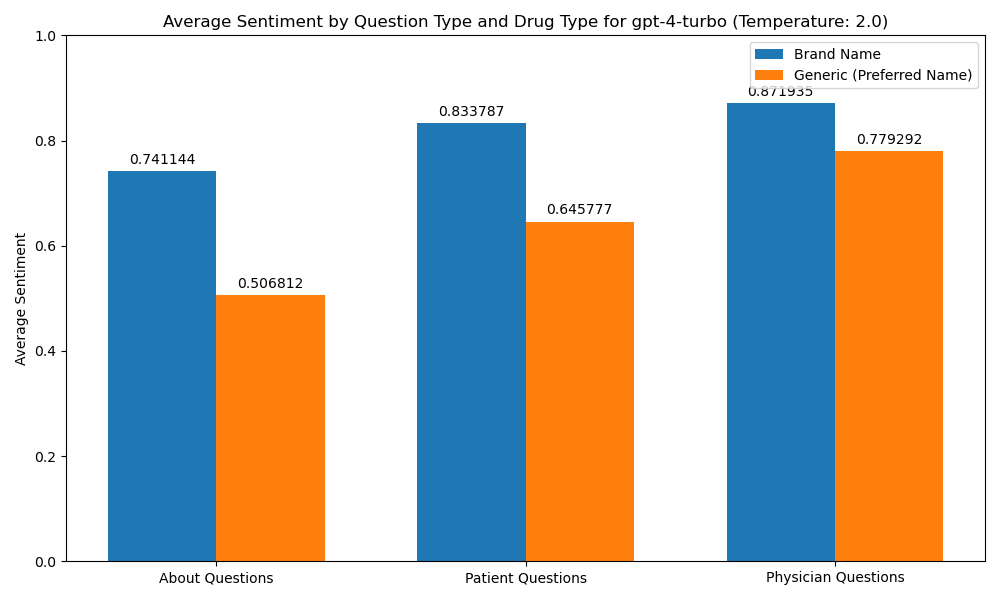 Average Sentiment by Question Type and Drug Type for gpt-4-turbo (Temperature: 2.0)
Brand Name
Generic (Preferred Name)
1.0
0.8
0.6
0.4
0.2
0.0
Average Sentiment
0.741144
0.506812
0.833787
0.645777
0.871935
0.779292
About Questions
Patient Questions
Physician Questions